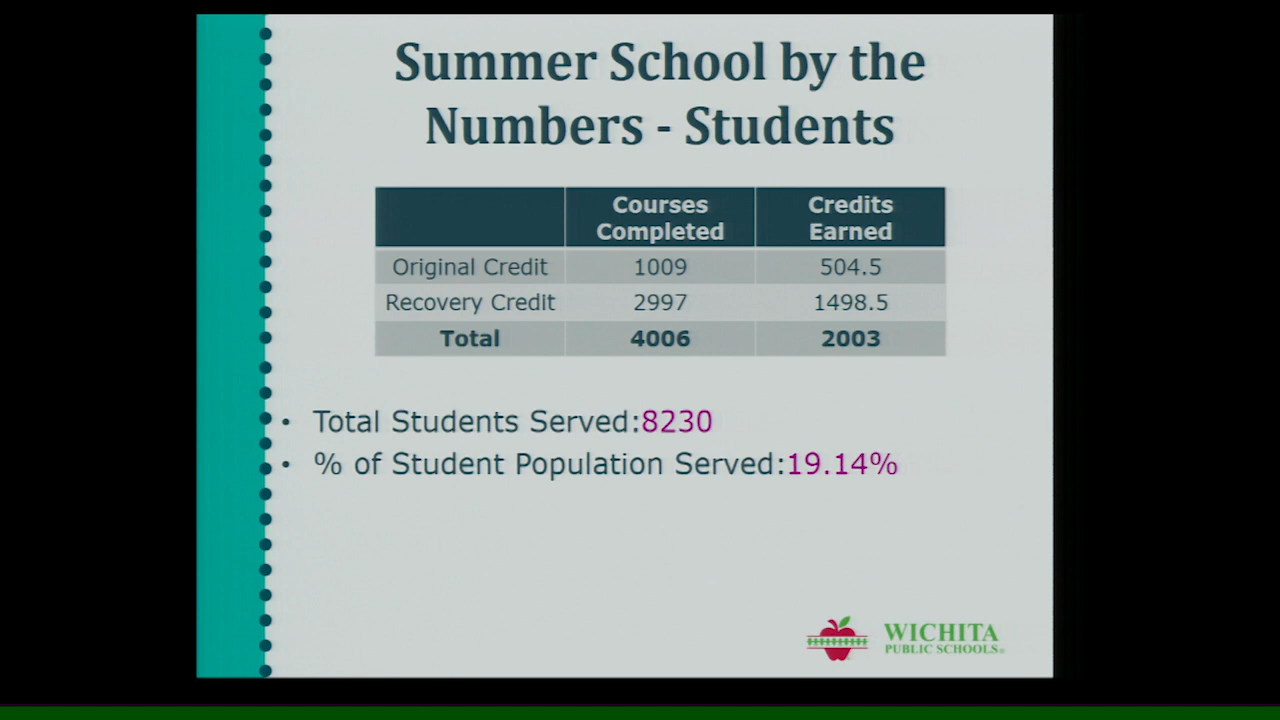 Summer School by the
Numbers - Students
Courses Completed Credits Earned
Original Credit 1009 504.5
Recovery Credit 2997 1498.5
Total 4006 2003
• Total Students Served:8230
• % of Student Population Served:19.14%
WICHITA
PUBLIC SCHOOLS